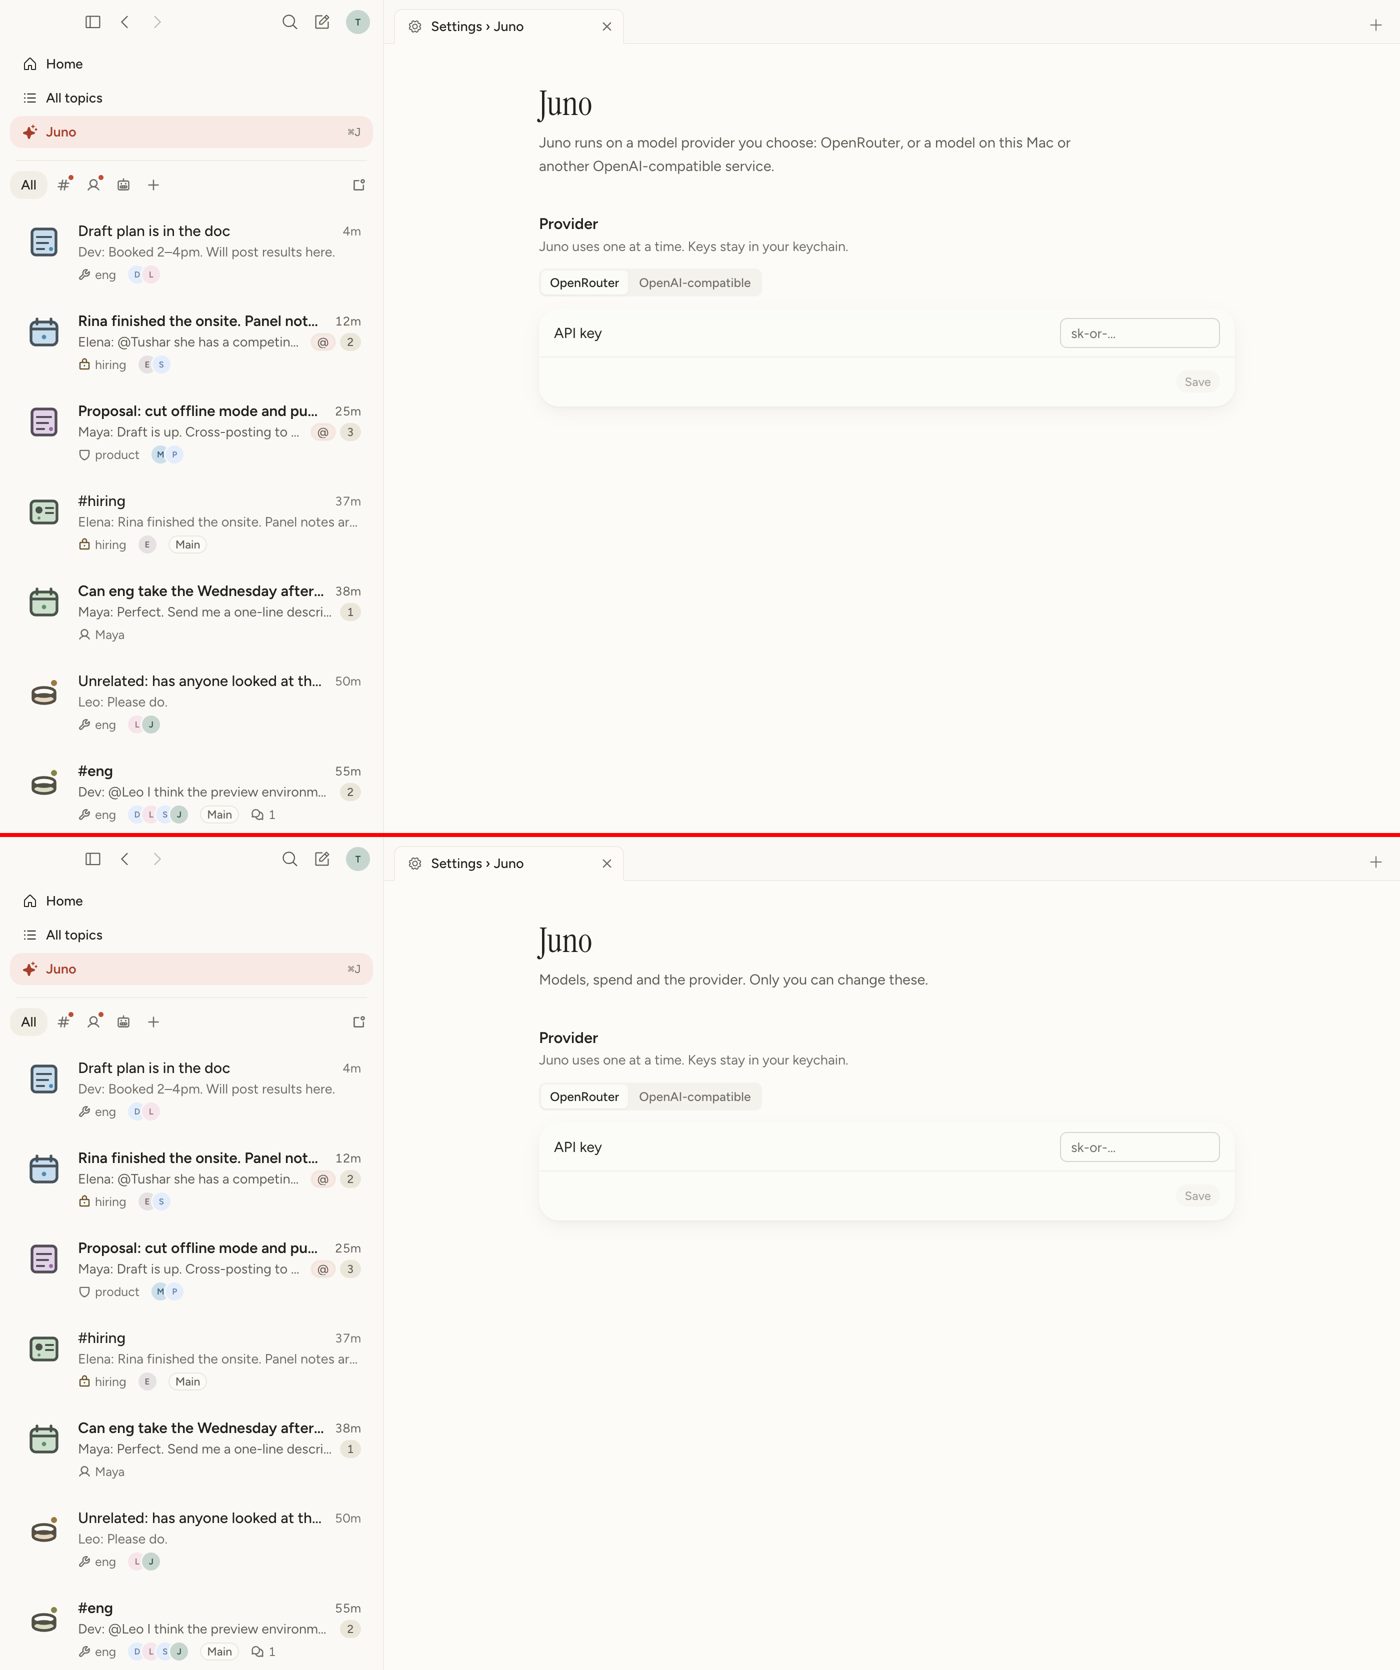 T
Settings › Juno
Home
All topics
Juno
⌘J
All
Draft plan is in the doc
4m
Dev: Booked 2–4pm. Will post results here.
eng
D L
Rina finished the onsite. Panel not...
12m
Elena: @Tushar she has a competin...
@ 2
hiring
E S
Proposal: cut offline mode and pu...
25m
Maya: Draft is up. Cross-posting to ...
@ 3
product
M P
#hiring
37m
Elena: Rina finished the onsite. Panel notes ar...
hiring
E
Main
Can eng take the Wednesday after...
38m
Maya: Perfect. Send me a one-line descri...
1
Maya
Unrelated: has anyone looked at th...
50m
Leo: Please do.
eng
L J
#eng
55m
Dev: @Leo I think the preview environm...
2
eng
D L S J
Main
1
Juno
Juno runs on a model provider you choose: OpenRouter, or a model on this Mac or
another OpenAI-compatible service.
Provider
Juno uses one at a time. Keys stay in your keychain.
OpenRouter
OpenAI-compatible
API key
sk-or-...
Save
T
Settings › Juno
Home
All topics
Juno
⌘J
All
Draft plan is in the doc
4m
Dev: Booked 2–4pm. Will post results here.
eng
D L
Rina finished the onsite. Panel not...
12m
Elena: @Tushar she has a competin...
@ 2
hiring
E S
Proposal: cut offline mode and pu...
25m
Maya: Draft is up. Cross-posting to ...
@ 3
product
M P
#hiring
37m
Elena: Rina finished the onsite. Panel notes ar...
hiring
E
Main
Can eng take the Wednesday after...
38m
Maya: Perfect. Send me a one-line descri...
1
Maya
Unrelated: has anyone looked at th...
50m
Leo: Please do.
eng
L J
#eng
55m
Dev: @Leo I think the preview environm...
2
eng
D L S J
Main
1
Juno
Models, spend and the provider. Only you can change these.
Provider
Juno uses one at a time. Keys stay in your keychain.
OpenRouter
OpenAI-compatible
API key
sk-or-...
Save